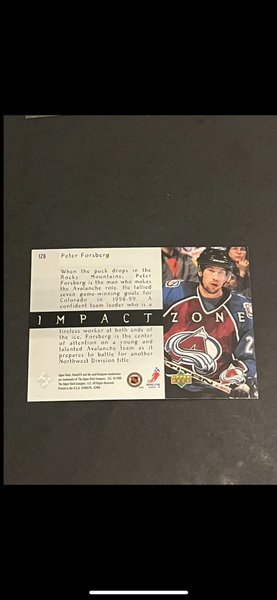 126 Peter Forsberg
When the puck drops in the
Rocky Mountains, Peter
Forsberg is the man who makes
the Avalanche role. He tallied
seven game-winning goals for
Colorado in 1998-99. A
confident team leader who is a
IMPACT ZONE
tireless worker at both ends of
the ice, Forsberg is the center
of attention on a young and
talented Avalanche team as it
prepares to battle for another
Northwest Division title.
2